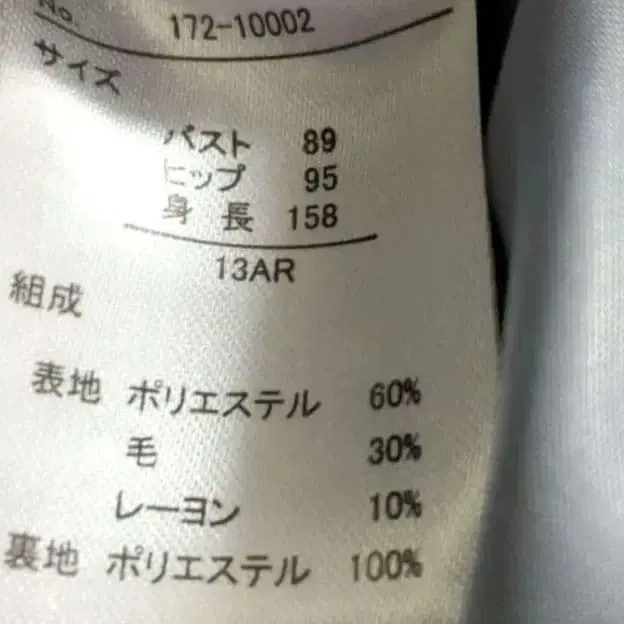 No. 172-10002
サイズ
バスト 89
ヒップ 95
身長 158
13AR
組成
表地 ポリエステル 60%
毛 30%
レーヨン 10%
裏地 ポリエステル 100%